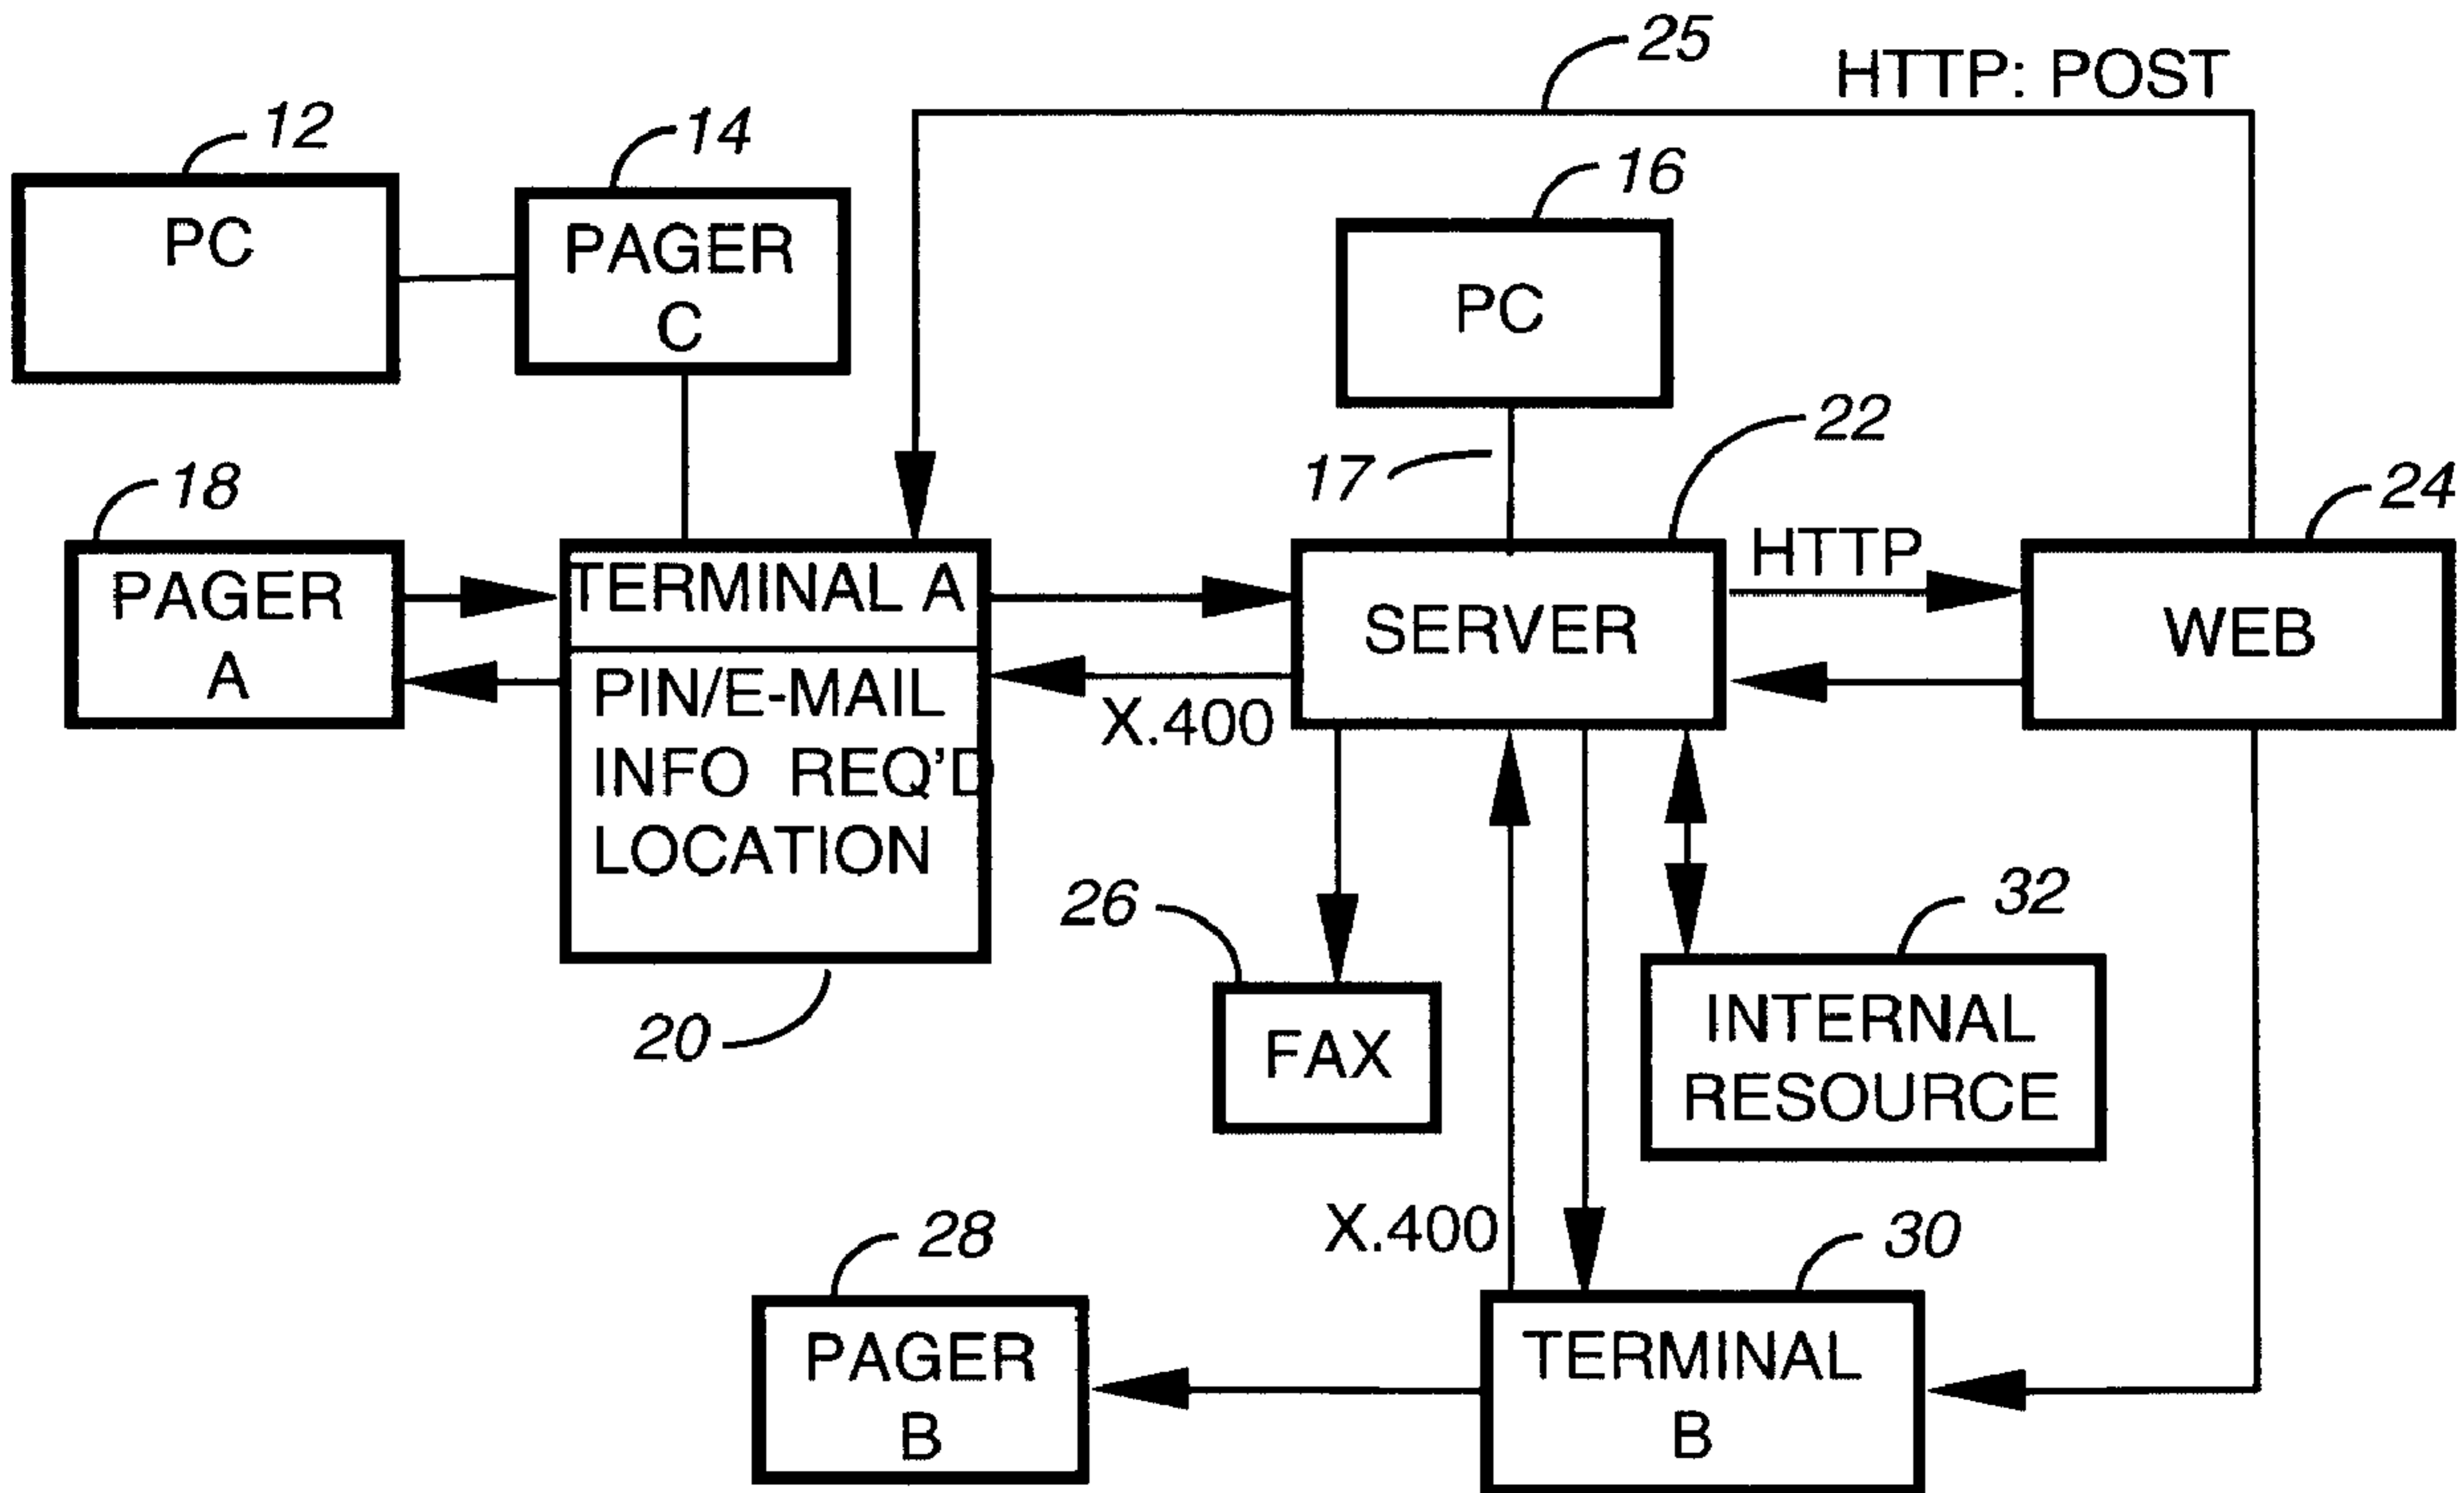 25
HTTP: POST
12
14
16
PC
PAGER
C
PC
22
17
18
24
PAGER
A
TERMINAL A
PIN/E-MAIL
INFO REQ'D
LOCATION
X.400
SERVER
HTTP
WEB
20
26
FAX
32
INTERNAL
RESOURCE
X.400
28
30
PAGER
B
TERMINAL
B